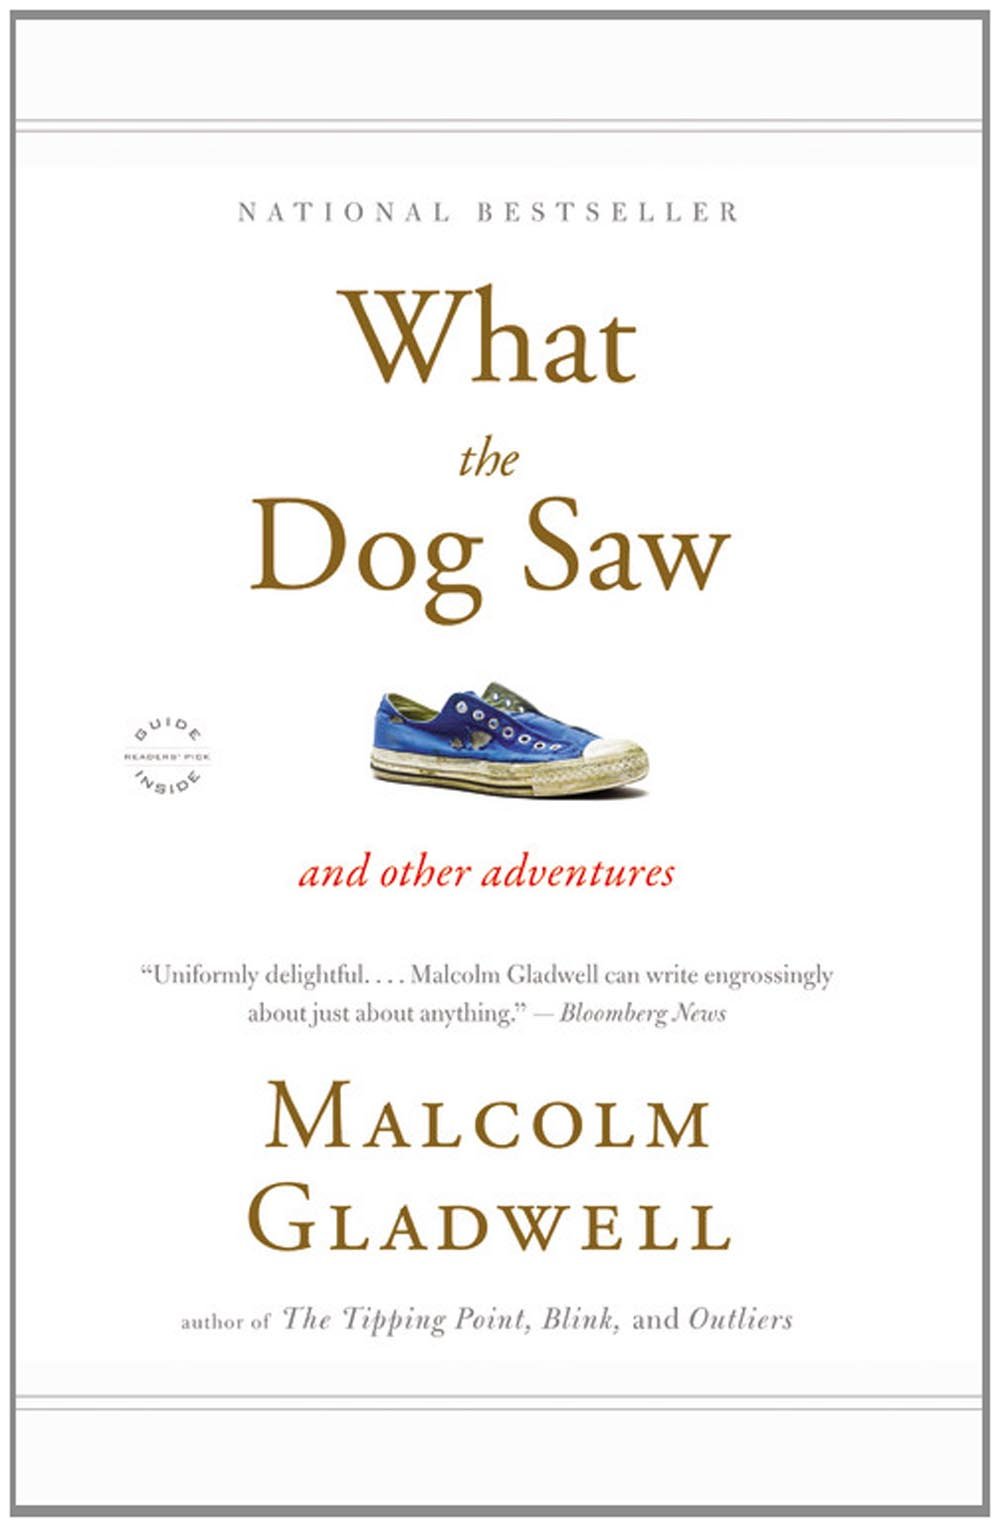 NATIONAL BESTSELLER
What
the
Dog Saw
GUIDE
READERS' PICK
INSIDE
and other adventures
“Uniformly delightful. . . . Malcolm Gladwell can write engrossingly
about just about anything.” — Bloomberg News
MALCOLM
GLADWELL
author of The Tipping Point, Blink, and Outliers